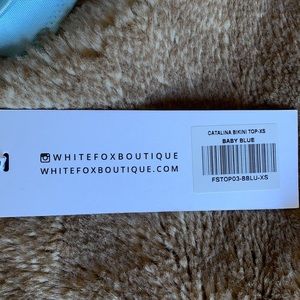 WHITEFOXBOUTIQUE
WHITEFOXBOUTIQUE.COM
CATALINA BIKINI TOP-XS
BABY BLUE
FSTOP03-BBLU-XS